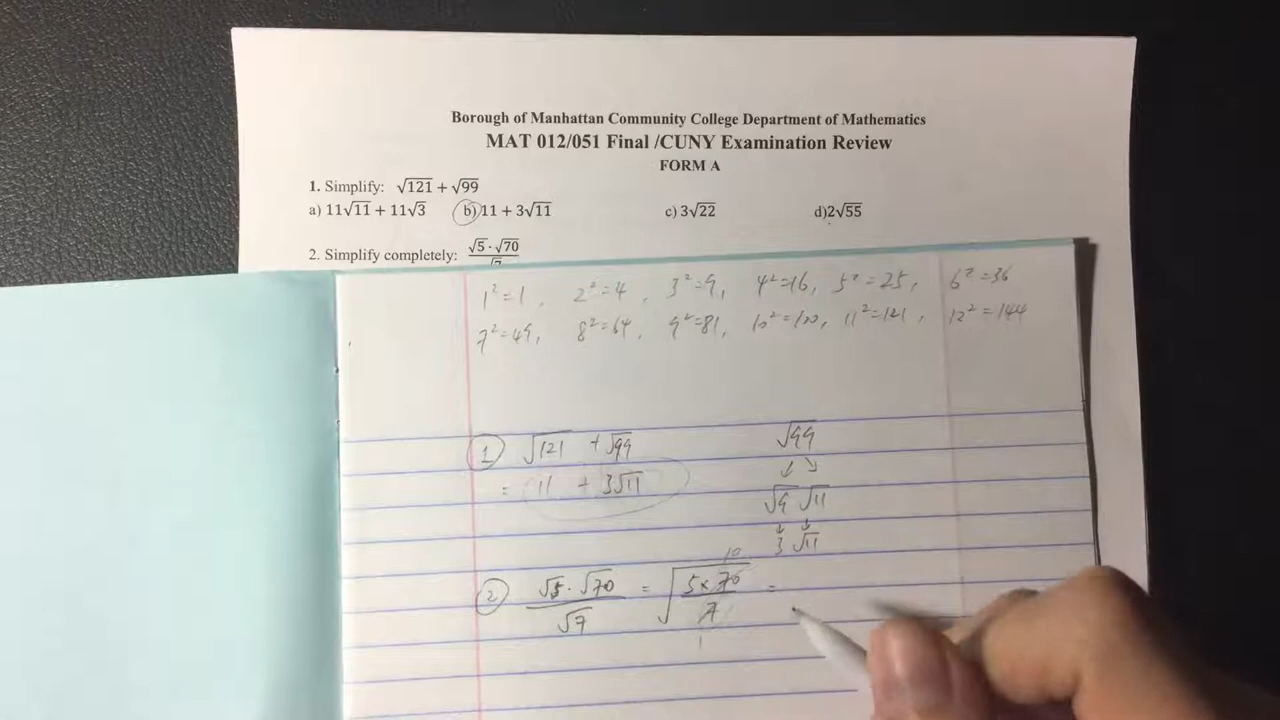 Borough of Manhattan Community College Department of Mathematics
MAT 012/051 Final /CUNY Examination Review
FORM A
1. Simplify: √121 + √99
a) 11√11 + 11√3 b) 11 + 3√11 c) 3√22 d)2√55
2. Simplify completely: (√5 · √70)/√7
1²=1, 2²=4, 3²=9, 4²=16, 5²=25, 6²=36
7²=49, 8²=64, 9²=81, 10²=100, 11²=121, 12²=144
① √121 + √99 √99
↓ ↓
= 11 + 3√11 √9 √11
↓ ↓
3 √11
② (√5 · √70)/√7 = √((5 × 70)/7) =
10
1